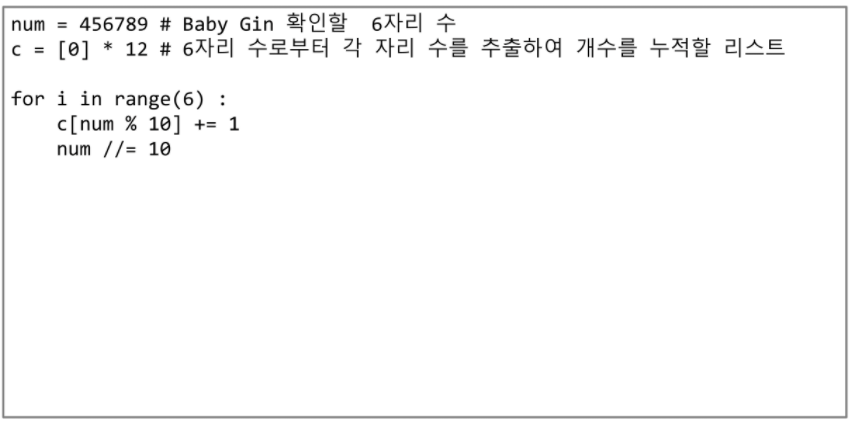 num = 456789 # Baby Gin 확인할  6자리 수
c = [0] * 12 # 6자리 수로부터 각 자리 수를 추출하여 개수를 누적할 리스트

for i in range(6) :
    c[num % 10] += 1
    num //= 10